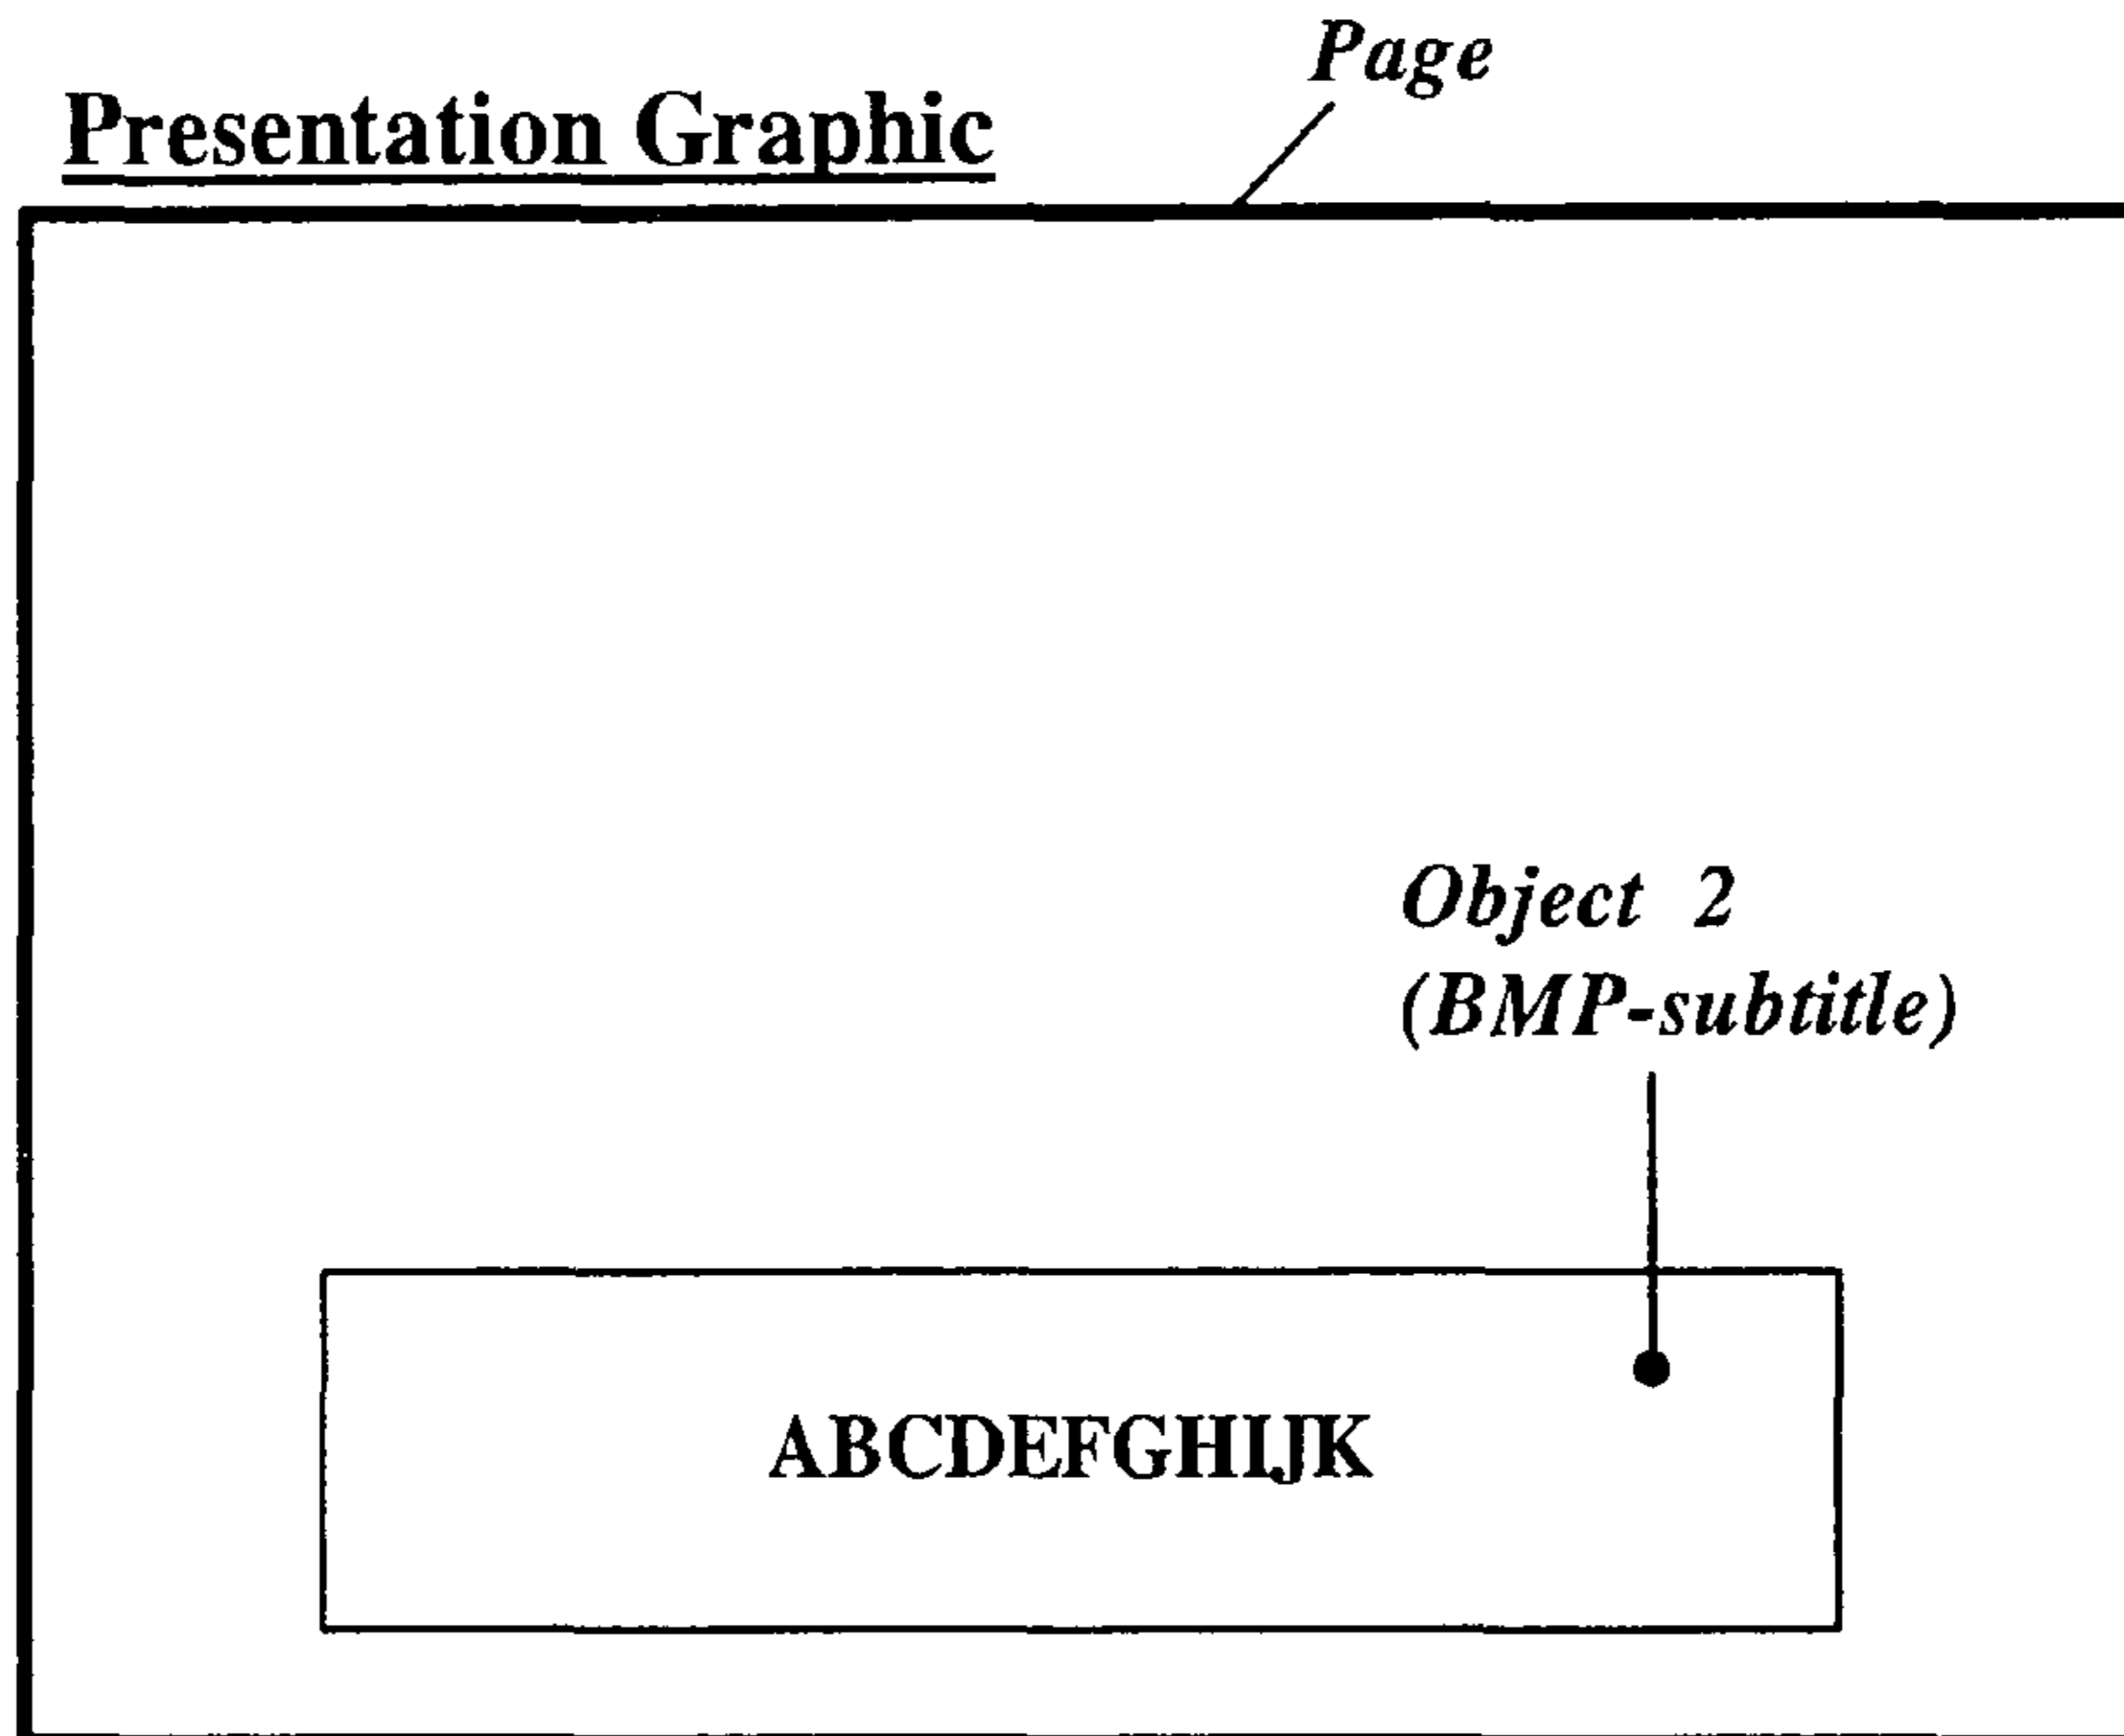 Page
Presentation Graphic
Object 2
(BMP-subtitle)
ABCDEFGHIJK